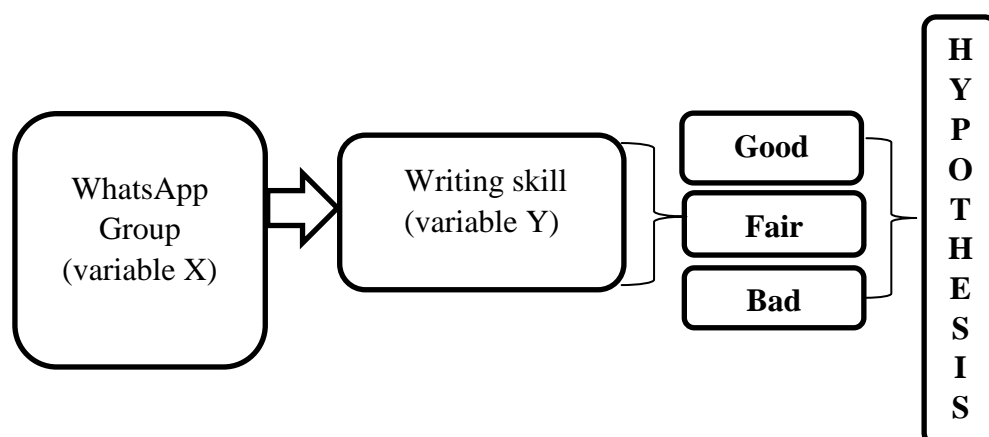 WhatsApp
Group
(variable X)
Writing skill
(variable Y)
Good
Fair
Bad
H
Y
P
O
T
H
E
S
I
S